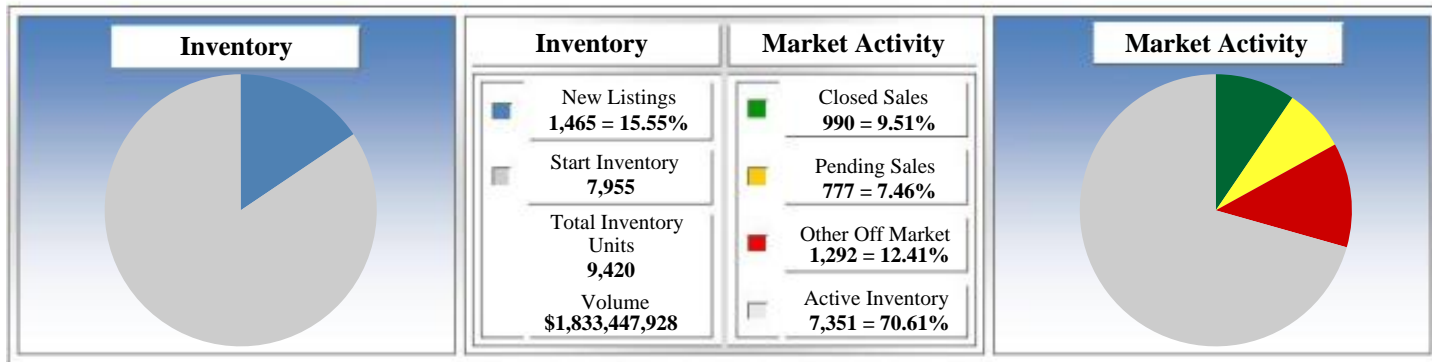 Inventory
Inventory
New Listings
1,465 = 15.55%
Start Inventory
7,955
Total Inventory
Units
9,420
Volume
$1,833,447,928
Market Activity
Closed Sales
990 = 9.51%
Pending Sales
777 = 7.46%
Other Off Market
1,292 = 12.41%
Active Inventory
7,351 = 70.61%
Market Activity